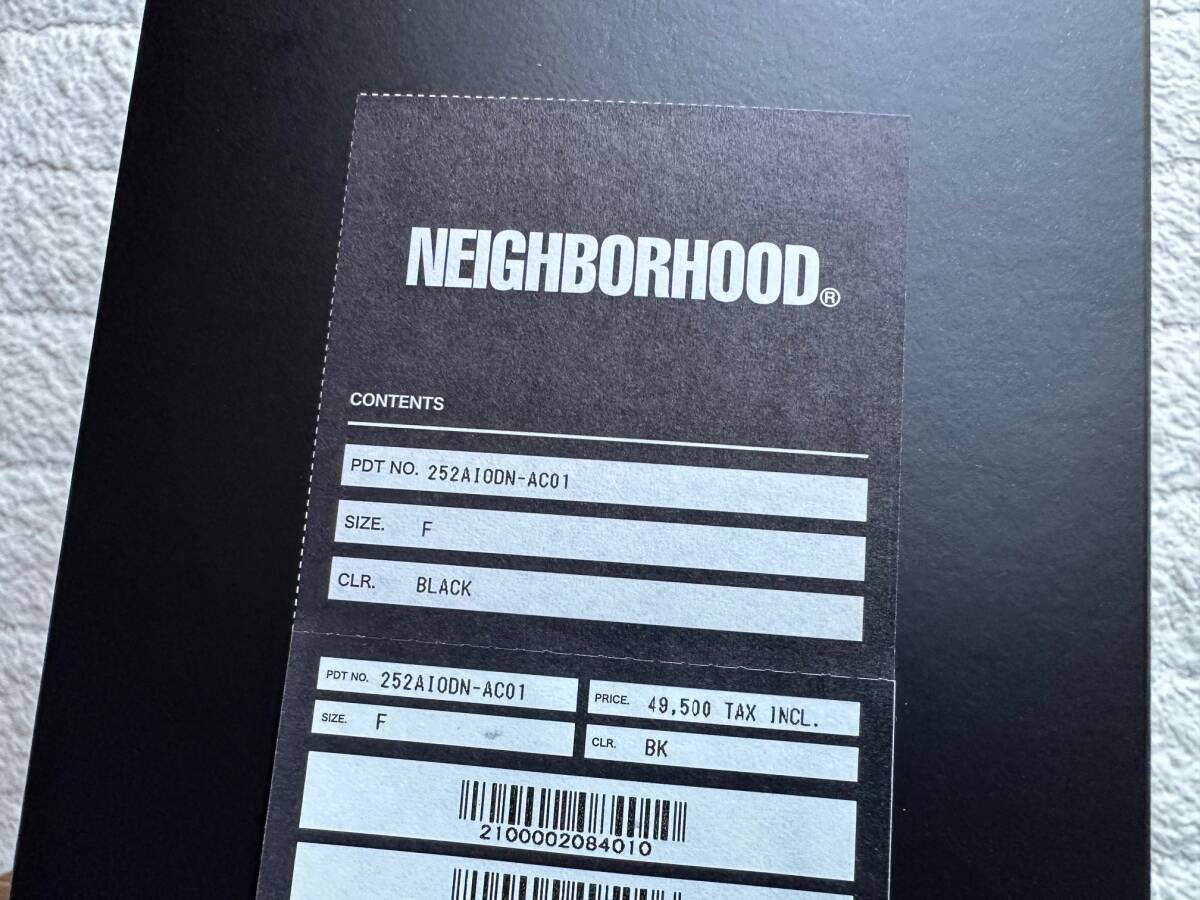 NEIGHBORHOOD®
CONTENTS
PDT NO. 252AIODN-AC01
SIZE. F
CLR. BLACK
PDT NO. 252AIODN-AC01
PRICE. 49,500 TAX INCL.
SIZE. F
CLR. BK
2100002084010